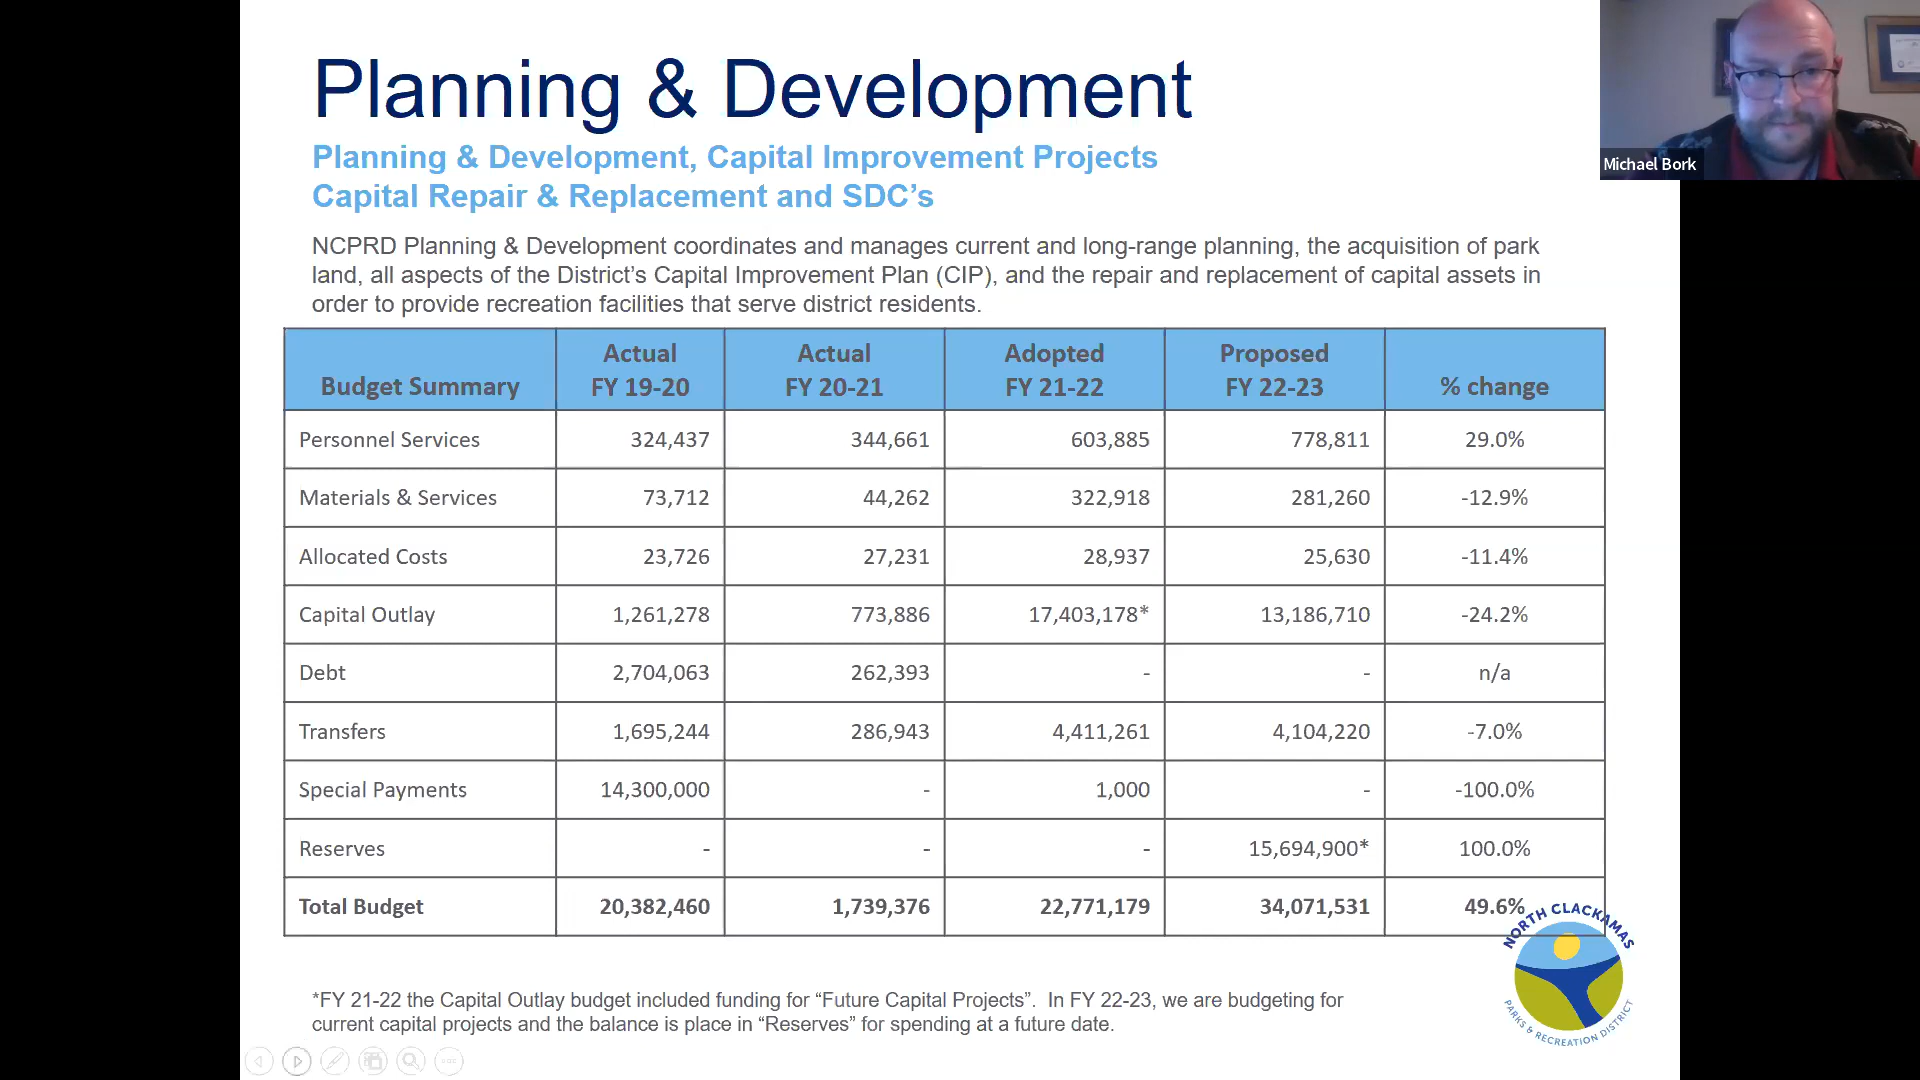 Planning & Development
Planning & Development, Capital Improvement Projects
Capital Repair & Replacement and SDC’s
Michael Bork
NCPRD Planning & Development coordinates and manages current and long-range planning, the acquisition of park
land, all aspects of the District’s Capital Improvement Plan (CIP), and the repair and replacement of capital assets in
order to provide recreation facilities that serve district residents.
Budget Summary Actual FY 19-20 Actual FY 20-21 Adopted FY 21-22 Proposed FY 22-23 % change
Personnel Services 324,437 344,661 603,885 778,811 29.0%
Materials & Services 73,712 44,262 322,918 281,260 -12.9%
Allocated Costs 23,726 27,231 28,937 25,630 -11.4%
Capital Outlay 1,261,278 773,886 17,403,178* 13,186,710 -24.2%
Debt 2,704,063 262,393 - - n/a
Transfers 1,695,244 286,943 4,411,261 4,104,220 -7.0%
Special Payments 14,300,000 - 1,000 - -100.0%
Reserves - - - 15,694,900* 100.0%
Total Budget 20,382,460 1,739,376 22,771,179 34,071,531 49.6%
NORTH CLACKAMAS
PARKS & RECREATION DISTRICT
*FY 21-22 the Capital Outlay budget included funding for “Future Capital Projects”.  In FY 22-23, we are budgeting for
current capital projects and the balance is place in “Reserves” for spending at a future date.